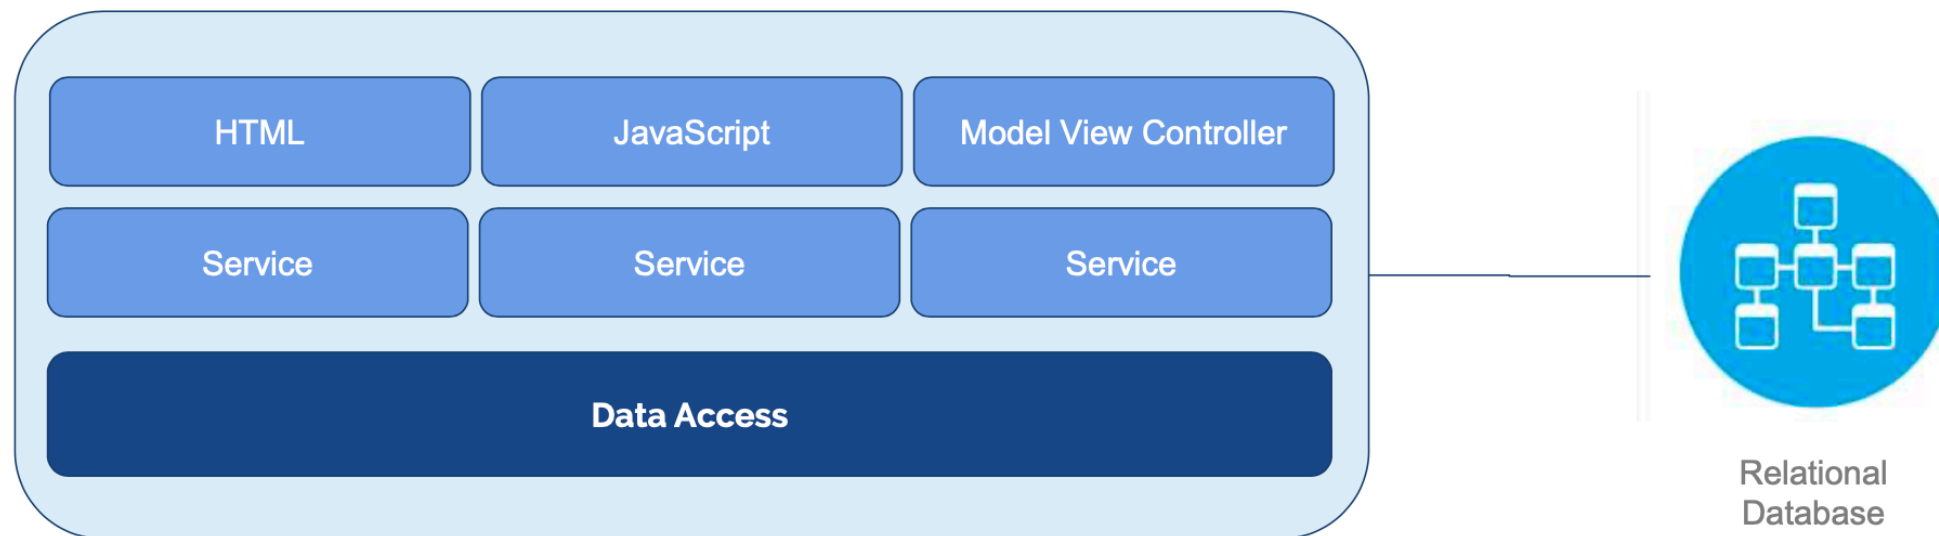 HTML
JavaScript
Model View Controller
Service
Service
Service
Data Access
Relational
Database